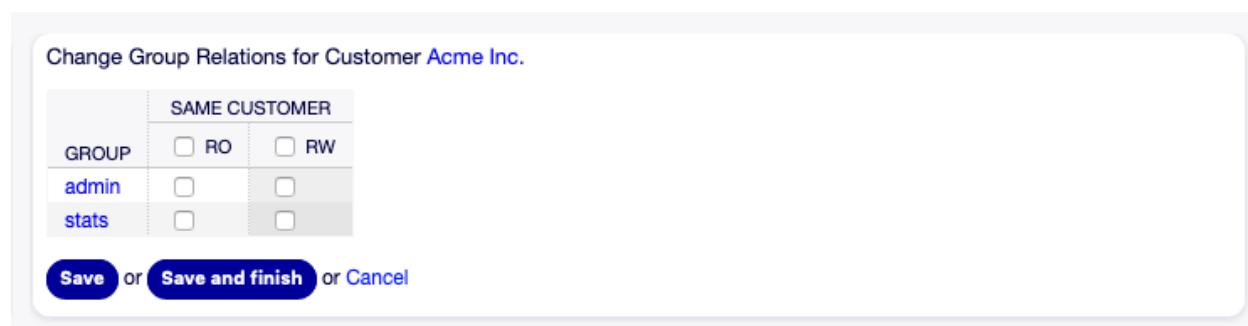 Change Group Relations for Customer Acme Inc.
SAME CUSTOMER
GROUP RO RW
admin
stats
Save or Save and finish or Cancel